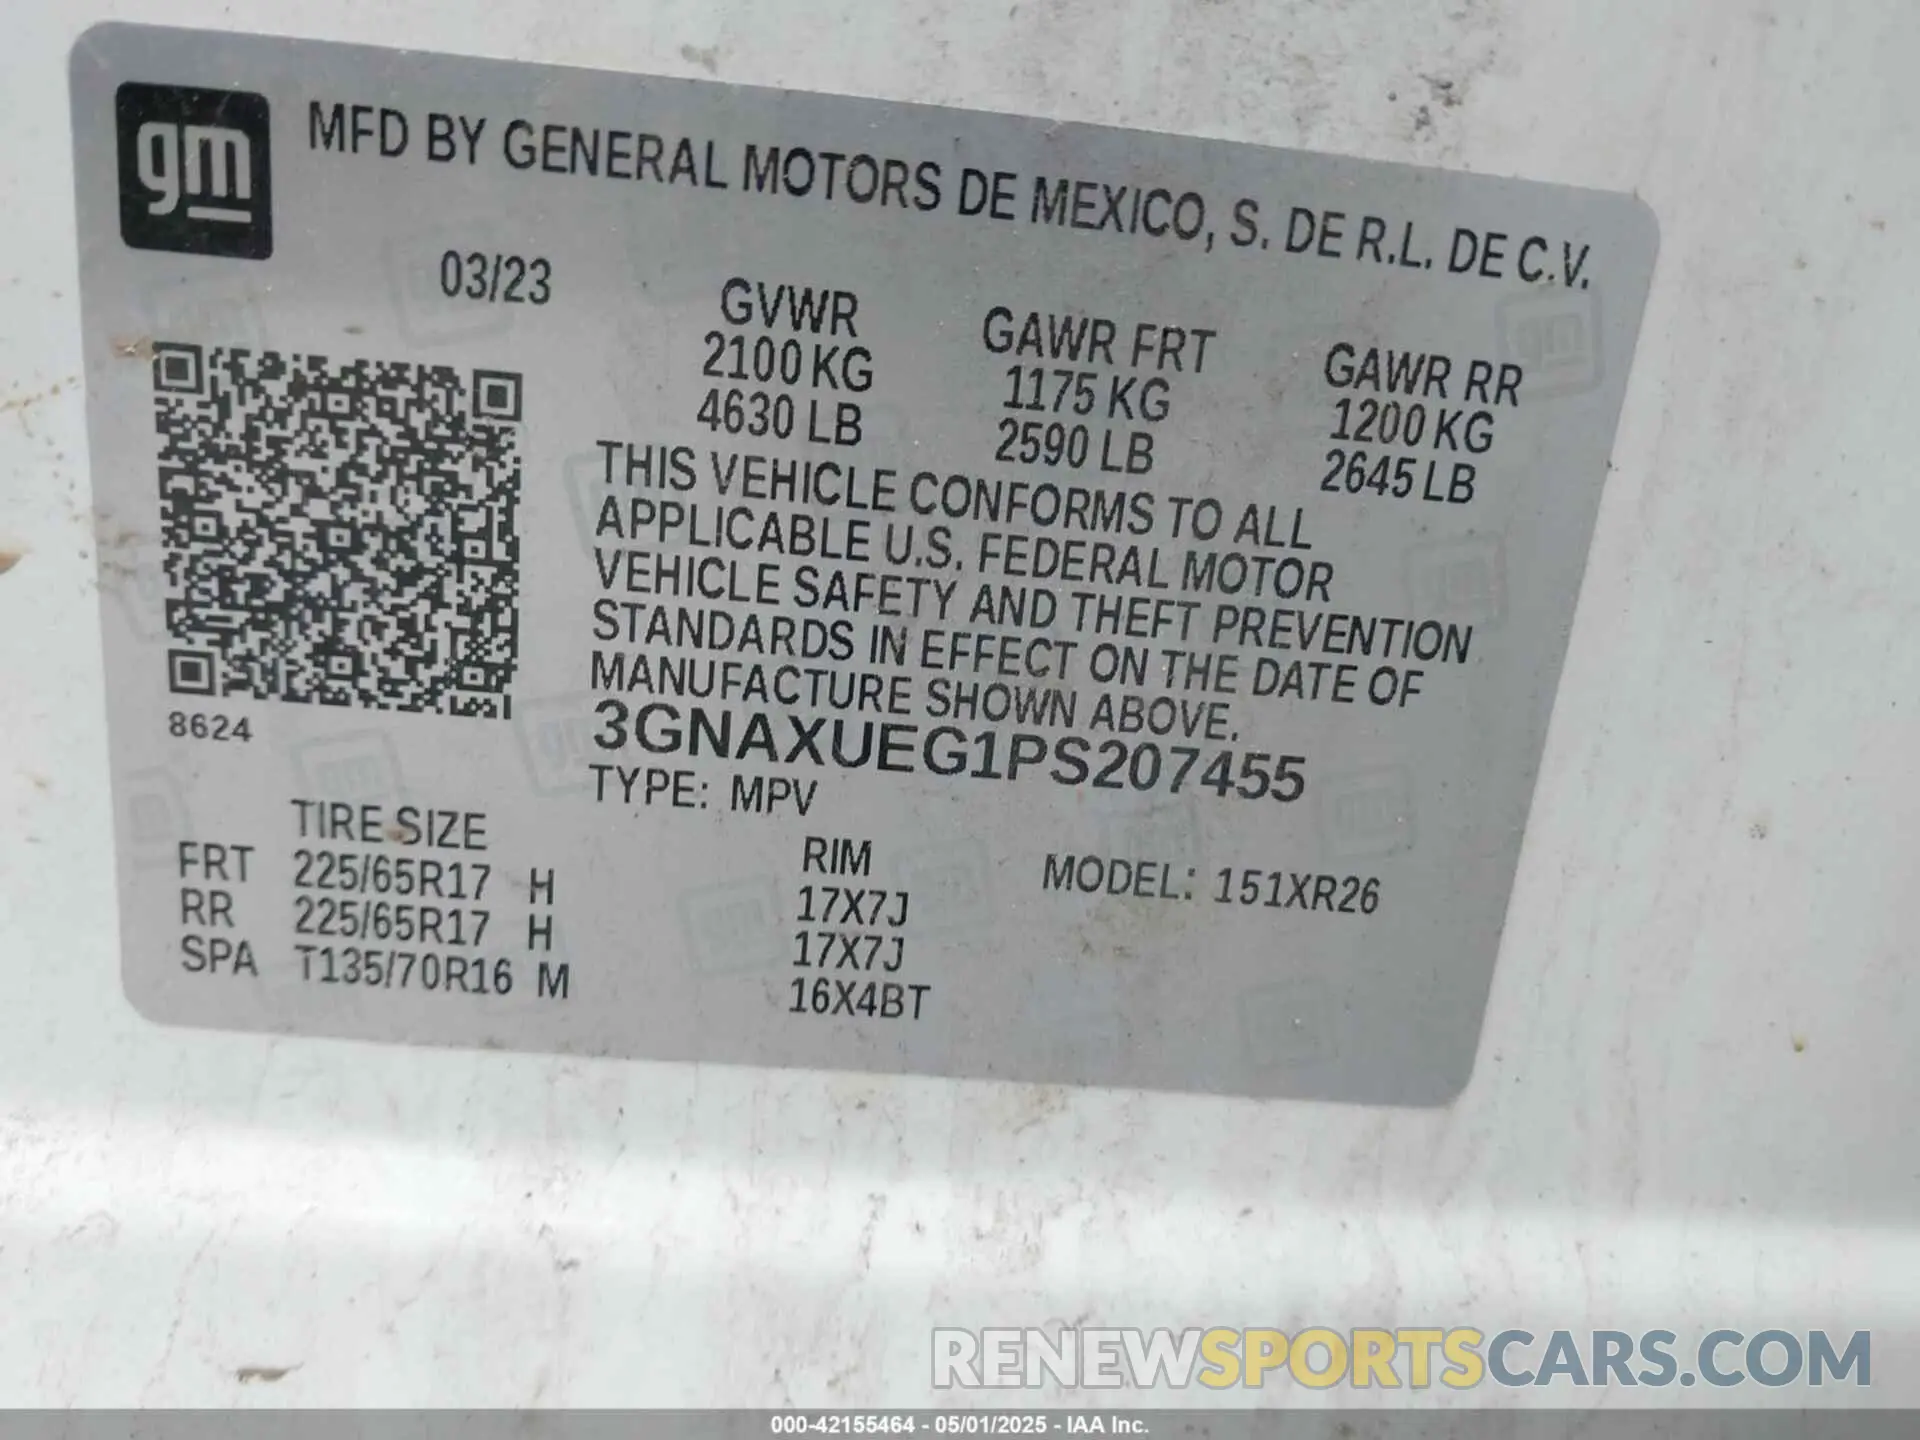 gm
MFD BY GENERAL MOTORS DE MEXICO, S. DE R.L. DE C.V.
03/23
GVWR GAWR FRT GAWR RR
2100 KG 1175 KG 1200 KG
4630 LB 2590 LB 2645 LB
THIS VEHICLE CONFORMS TO ALL
APPLICABLE U.S. FEDERAL MOTOR
VEHICLE SAFETY AND THEFT PREVENTION
STANDARDS IN EFFECT ON THE DATE OF
MANUFACTURE SHOWN ABOVE.
3GNAXUEG1PS207455
8624
TYPE: MPV
TIRE SIZE RIM MODEL: 151XR26
FRT 225/65R17 H 17X7J
RR 225/65R17 H 17X7J
SPA T135/70R16 M 16X4BT
RENEWSPORTSCARS.COM
000-42155464 - 05/01/2025 - IAA Inc.